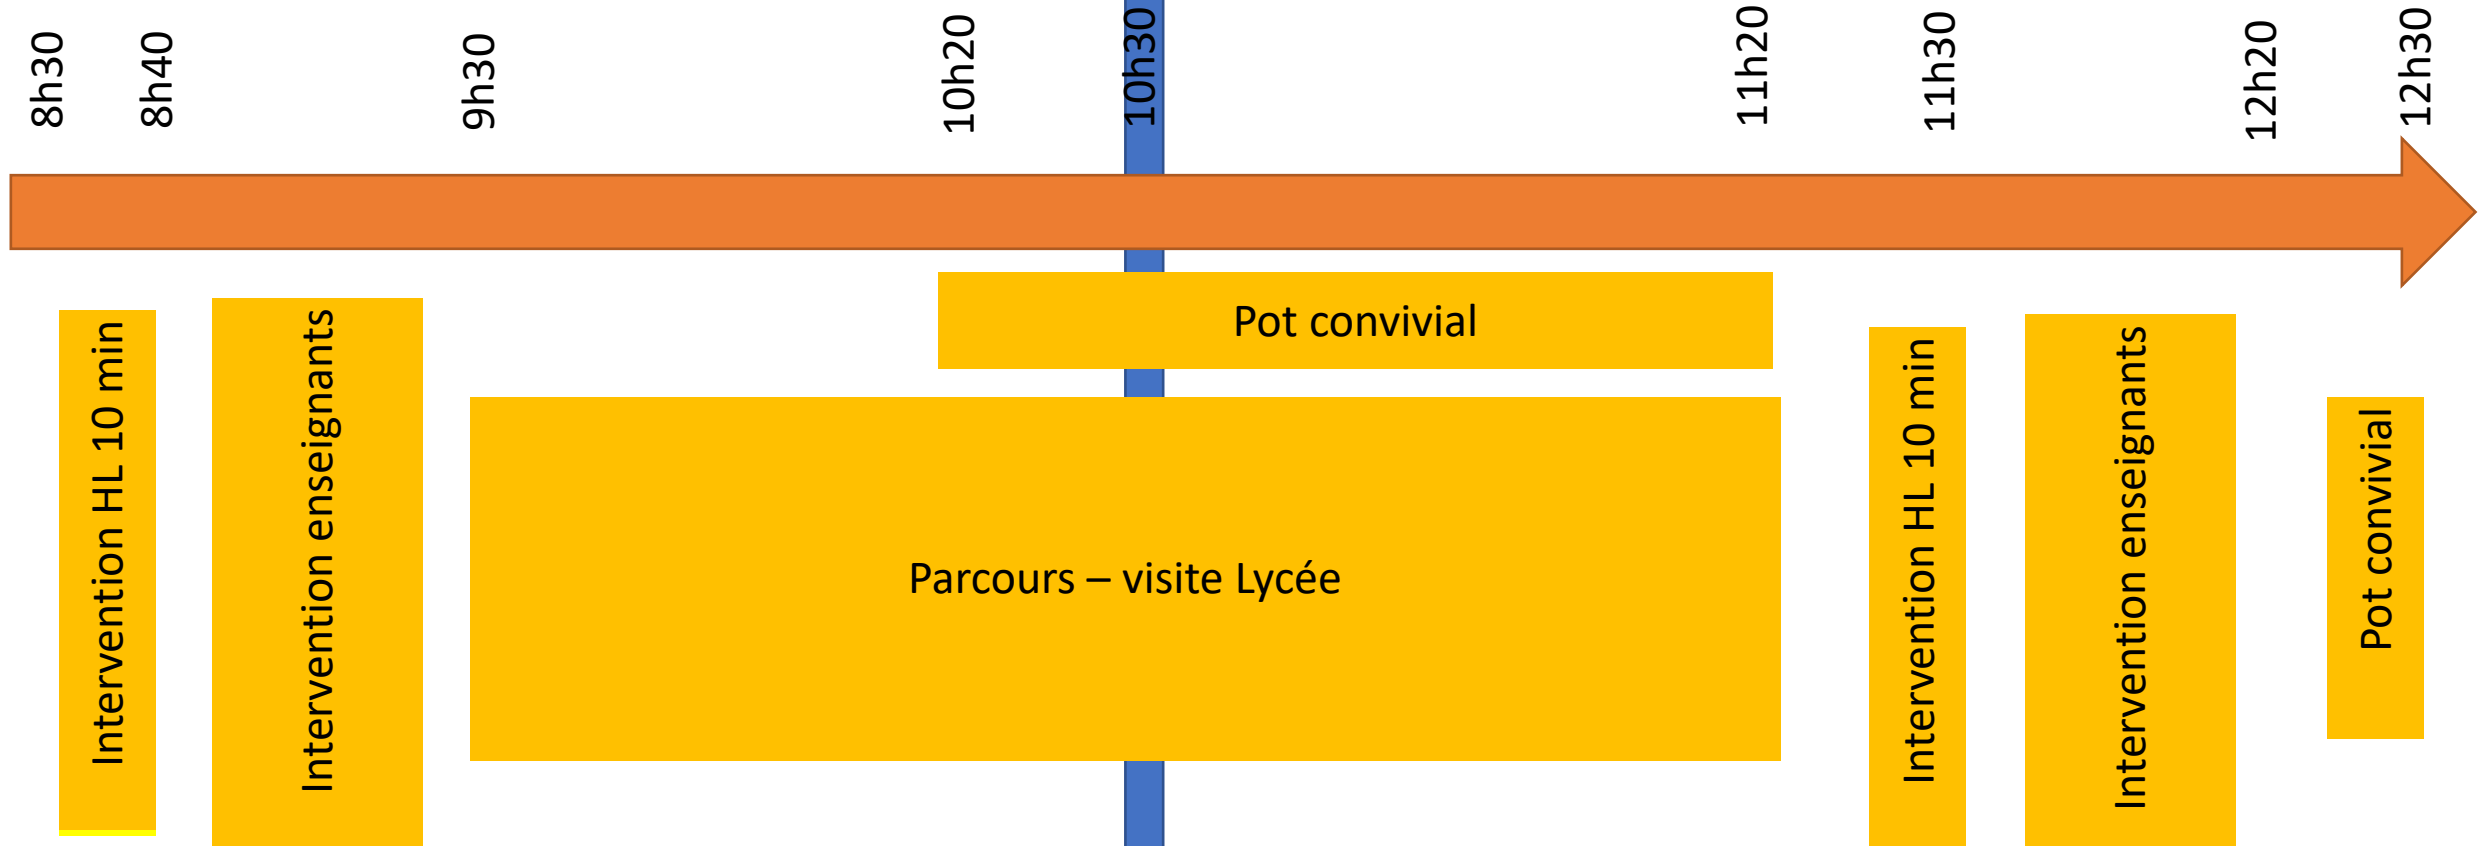 8h30
8h40
9h30
10h20
10h30
11h20
11h30
12h20
12h30
Pot convivial
Intervention HL 10 min
Intervention enseignants
Parcours – visite Lycée
Intervention HL 10 min
Intervention enseignants
Pot convivial